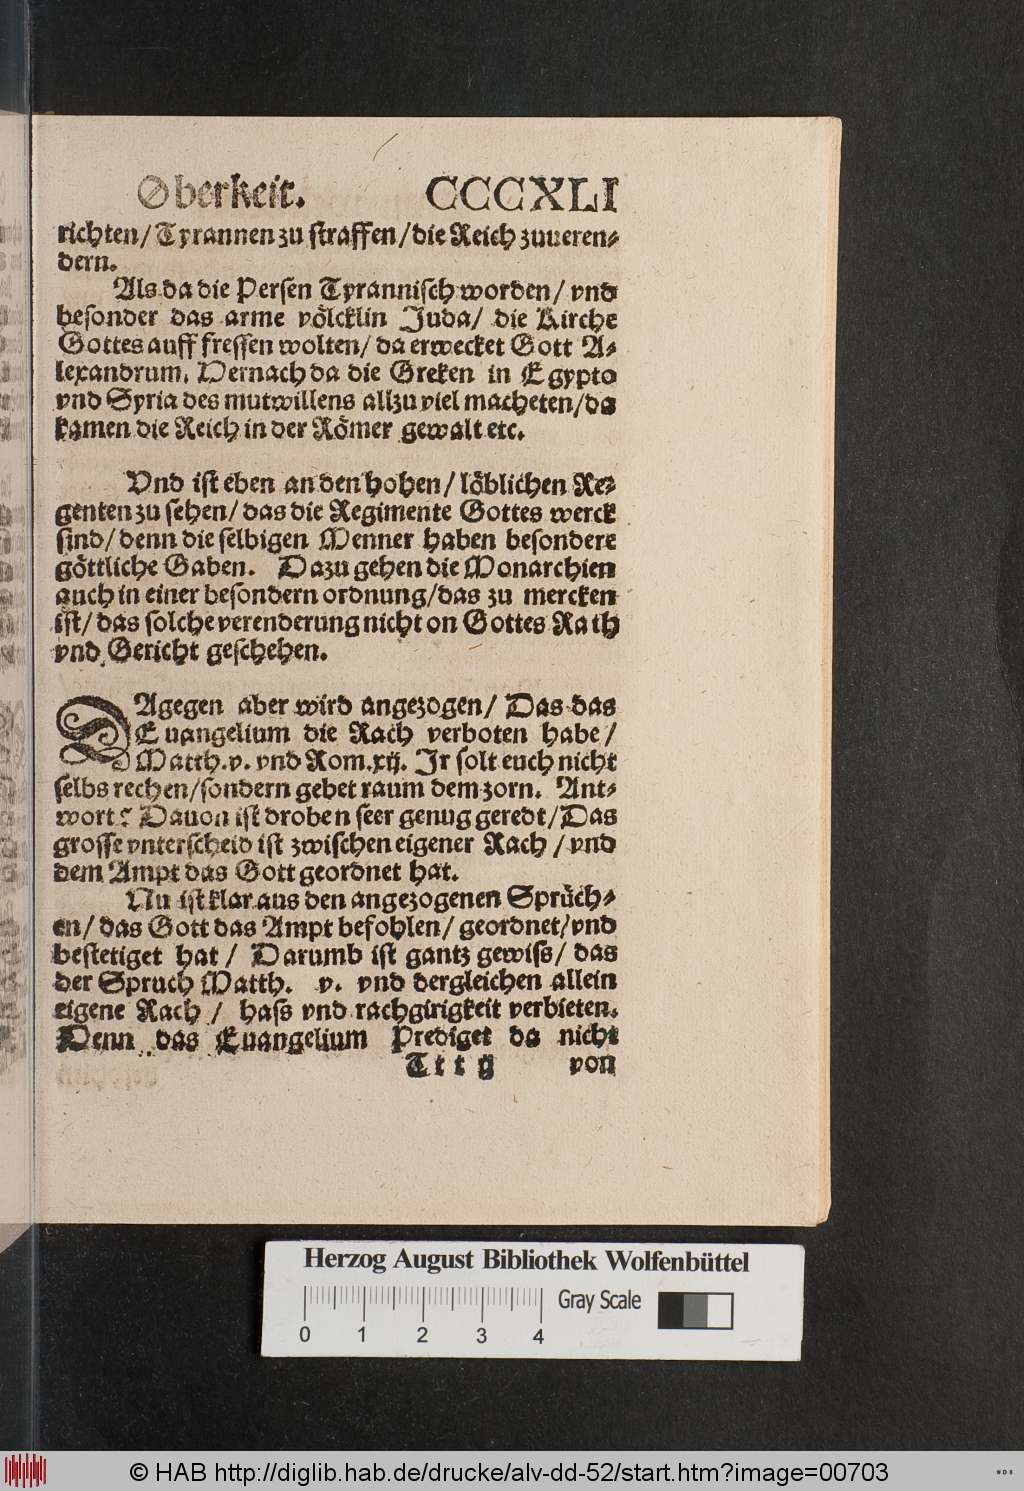 Oberkeit. CCCXLI
richten/ Tyrannen zu straffen/ die Reich zuueren-
dern.
Als da die Persen Tyrannisch worden/ vnd
besonder das arme völcklin Juda/ die Kirche
Gottes auff fressen wolten/ da erwecket Gott A-
lexandrum. Dernach da die Greken in Egypto
vnd Syria des mutwillens allzu viel macheten/ da
kamen die Reich in der Römer gewalt etc.
Vnd ist eben an den hohen/ löblichen Re-
genten zu sehen/ das die Regimente Gottes werck
sind/ denn die selbigen Menner haben besondere
göttliche Gaben. Dazu gehen die Monarchien
auch in einer besondern ordnung/ das zu mercken
ist/ das solche verenderung nicht on Gottes Rath
vnd Gericht geschehen.
DAgegen aber wird angezogen/ Das das
Euangelium die Rach verboten habe/
Matth. v. vnd Rom. xij. Ir solt euch nicht
selbs rechen/ sondern gebet raum dem zorn. Ant-
wort? Dauon ist droben seer genug geredt/ Das
grosse vnterscheid ist zwischen eigener Rach/ vnd
dem Ampt das Gott geordnet hat.
Nu ist klar aus den angezogenen Sprüch-
en/ das Gott das Ampt befohlen/ geordnet/ vnd
bestetiget hat/ Darumb ist gantz gewiss/ das
der Spruch Matth. v. vnd dergleichen allein
eigene Rach/ hass vnd rachgirigkeit verbieten.
Denn das Euangelium Prediget da nicht
Tttt ij von
Herzog August Bibliothek Wolfenbüttel
Gray Scale
0 1 2 3 4
© HAB http://diglib.hab.de/drucke/alv-dd-52/start.htm?image=00703